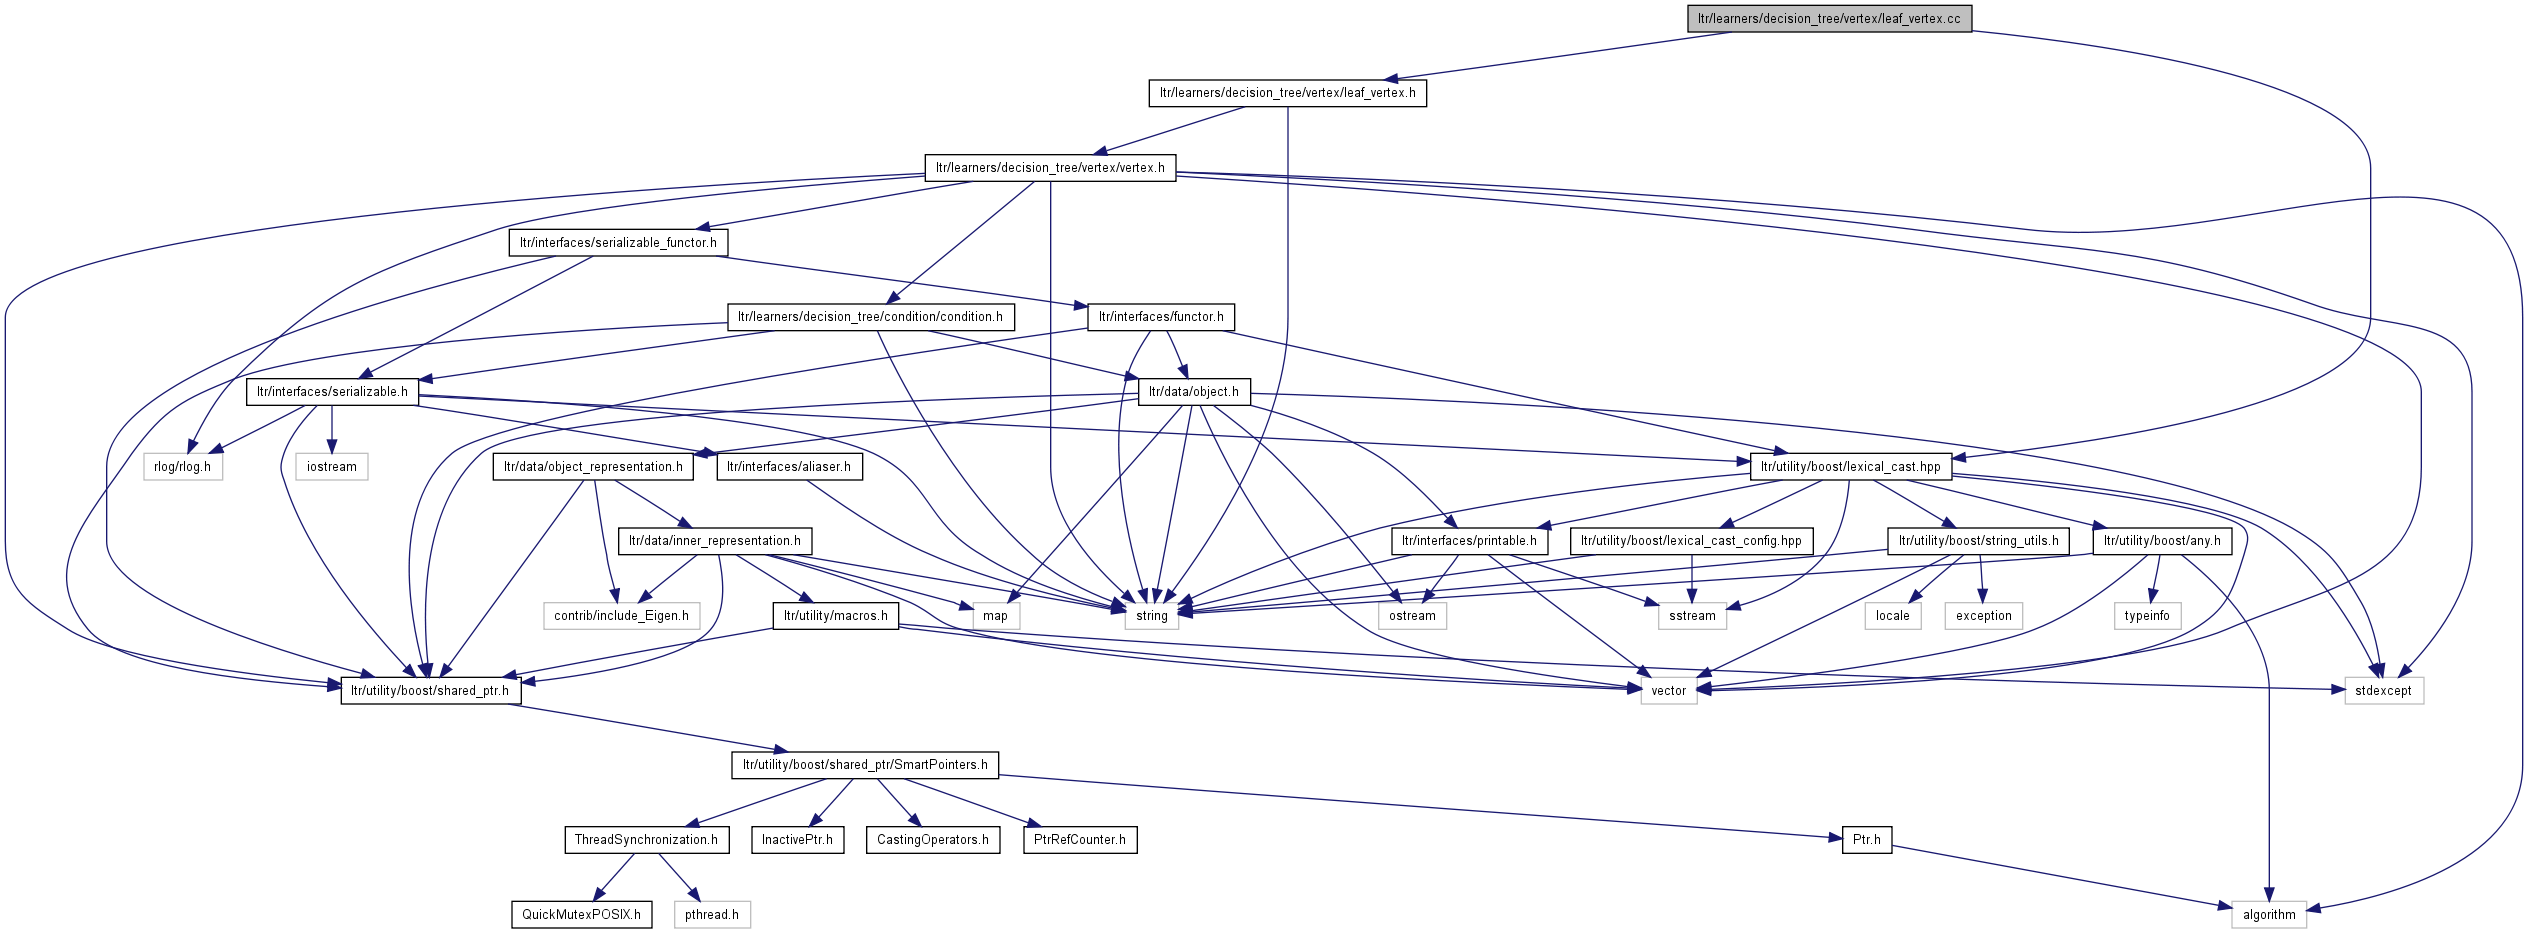 ltr/learners/decision_tree/vertex/leaf_vertex.cc
ltr/learners/decision_tree/vertex/leaf_vertex.h
ltr/learners/decision_tree/vertex/vertex.h
ltr/interfaces/serializable_functor.h
ltr/learners/decision_tree/condition/condition.h
ltr/interfaces/functor.h
ltr/interfaces/serializable.h
ltr/data/object.h
rlog/rlog.h
iostream
ltr/data/object_representation.h
ltr/interfaces/aliaser.h
ltr/utility/boost/lexical_cast.hpp
ltr/data/inner_representation.h
ltr/interfaces/printable.h
ltr/utility/boost/lexical_cast_config.hpp
ltr/utility/boost/string_utils.h
ltr/utility/boost/any.h
contrib/include_Eigen.h
ltr/utility/macros.h
map
string
ostream
sstream
locale
exception
typeinfo
ltr/utility/boost/shared_ptr.h
vector
stdexcept
ltr/utility/boost/shared_ptr/SmartPointers.h
ThreadSynchronization.h
InactivePtr.h
CastingOperators.h
PtrRefCounter.h
Ptr.h
QuickMutexPOSIX.h
pthread.h
algorithm